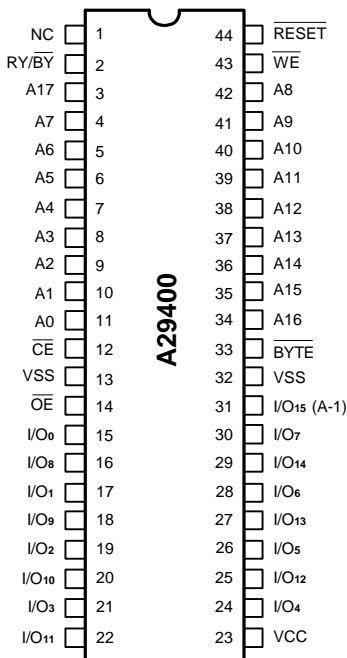 NC 1 44 RESET
RY/BY 2 43 WE
A17 3 42 A8
A7 4 41 A9
A6 5 40 A10
A5 6 39 A11
A4 7 38 A12
A3 8 37 A13
A2 9 36 A14
A1 10 35 A15
A0 11 34 A16
CE 12 33 BYTE
VSS 13 32 VSS
OE 14 31 I/O15 (A-1)
I/O0 15 30 I/O7
I/O8 16 29 I/O14
I/O1 17 28 I/O6
I/O9 18 27 I/O13
I/O2 19 26 I/O5
I/O10 20 25 I/O12
I/O3 21 24 I/O4
I/O11 22 23 VCC
A29400